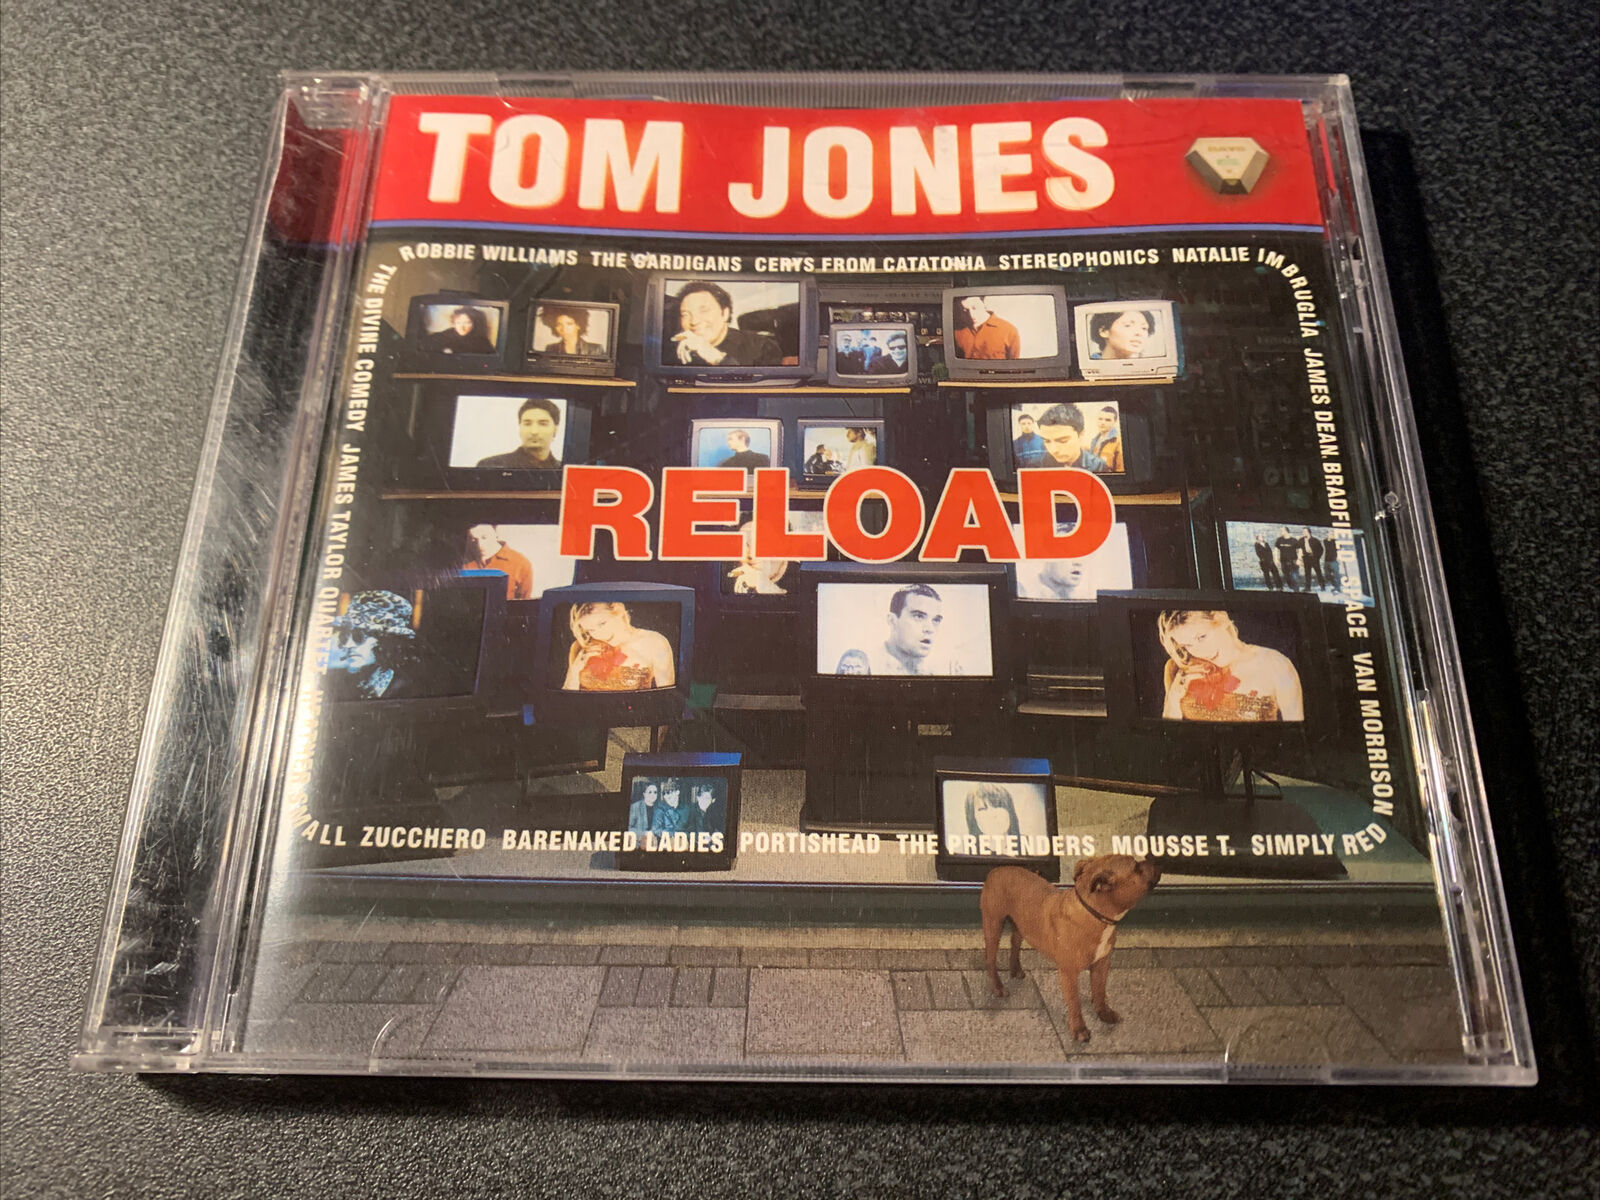 TOM JONES
ROBBIE WILLIAMS THE CARDIGANS CERYS FROM CATATONIA STEREOPHONICS NATALIE IMBRUGLIA JAMES DEAN BRADFIELD SPACE VAN MORRISON
THE DIVINE COMEDY JAMES TAYLOR QUARTET
RELOAD
SMALL ZUCCHERO BARENAKED LADIES PORTISHEAD THE PRETENDERS MOUSSE T. SIMPLY RED